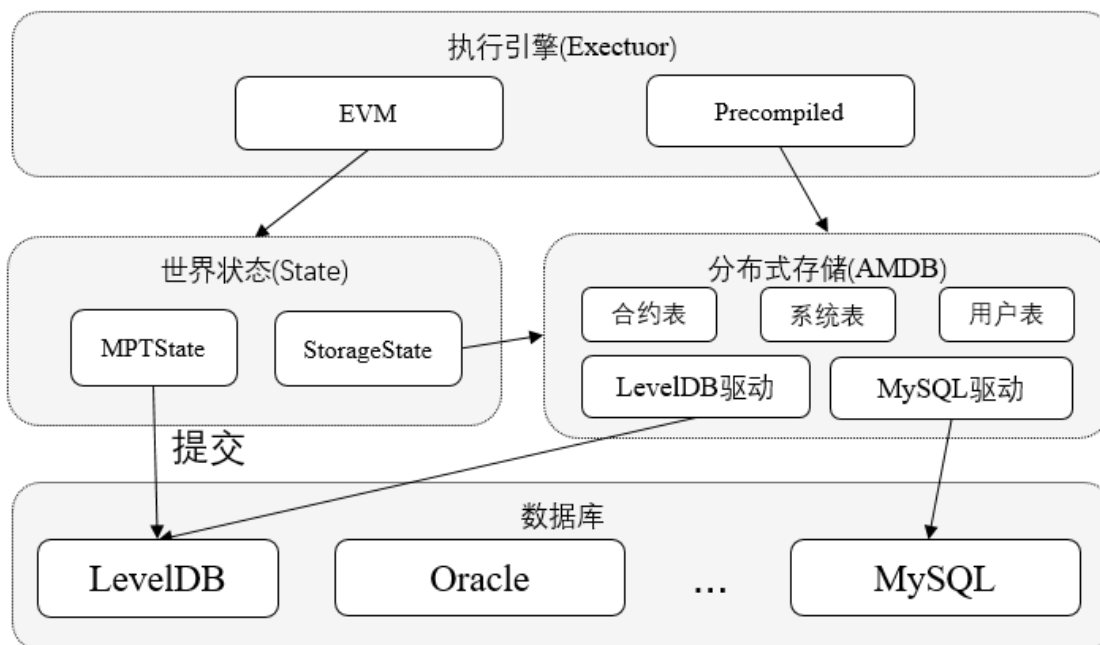 执行引擎(Exectuor)
EVM
Precompiled
世界状态(State)
MPTState
StorageState
分布式存储(AMDB)
合约表
系统表
用户表
LevelDB驱动
MySQL驱动
提交
数据库
LevelDB
Oracle
...
MySQL